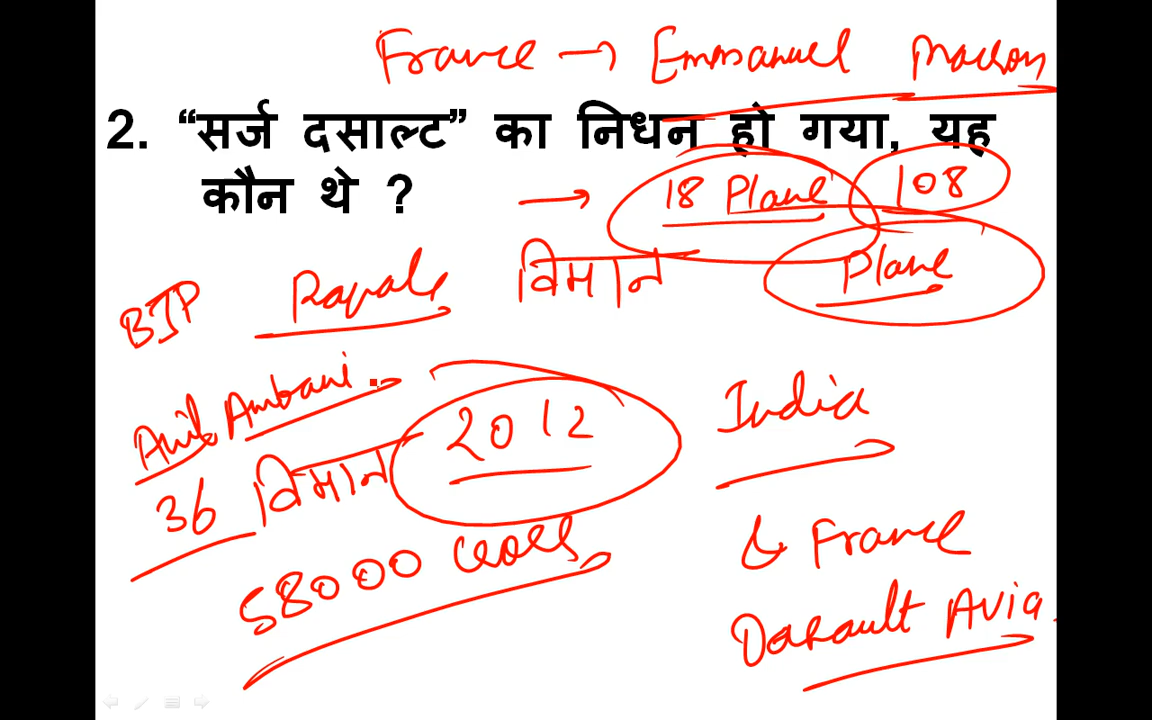 France → Emmanuel Macron
2. “सर्ज दसाल्ट” का निधन हो गया, यह
कौन थे ?
→ 18 Plane 108
विमान Plane
BJP Rafale
Anil Ambani
2012 India
36 विमान
58000 crores
& France
Dassault Avia